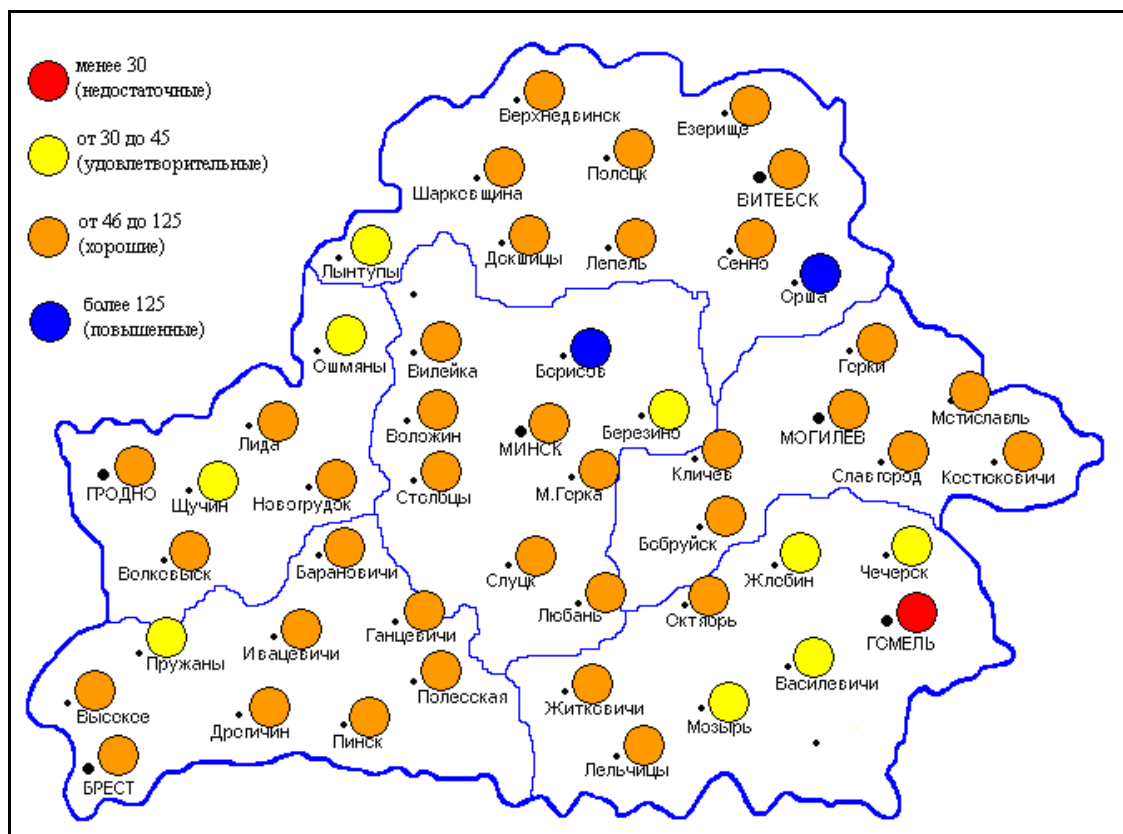 менее 30
(недостаточные)
от 30 до 45
(удовлетворительные)
от 46 до 125
(хорошие)
более 125
(повышенные)
Верхнедвинск
Езерище
Полоцк
Шарковщина
ВИТЕБСК
Докшицы
Лепель
Сенно
Лынтупы
Орша
Ошмяны
Вилейка
Борисов
Горки
Мстиславль
Лида
Воложин
МИНСК
Березино
МОГИЛЕВ
ГРОДНО
Щучин
Новогрудок
Столбцы
М.Горка
Кличев
Славгород
Костюковичи
Волковыск
Барановичи
Слуцк
Бобруйск
Жлобин
Чечерск
Любань
Октябрь
ГОМЕЛЬ
Пружаны
Ивацевичи
Ганцевичи
Полесская
Василевичи
Высокое
Дрогичин
Пинск
Житковичи
Мозырь
БРЕСТ
Лельчицы